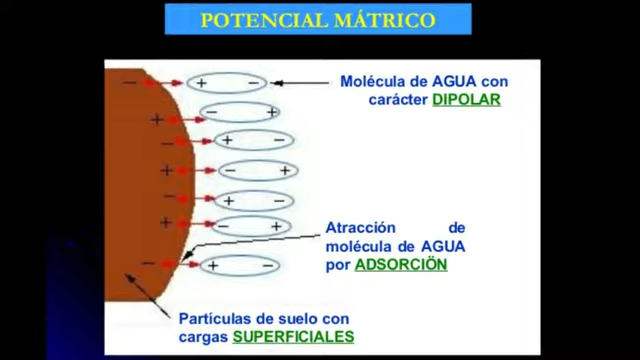 POTENCIAL MÁTRICO
Molécula de AGUA con
carácter DIPOLAR
− + −
+ − +
− + −
+ − +
− + −
+ − +
Atracción de
molécula de AGUA
por ADSORCIÖN
− + −
Partículas de suelo con
cargas SUPERFICIALES